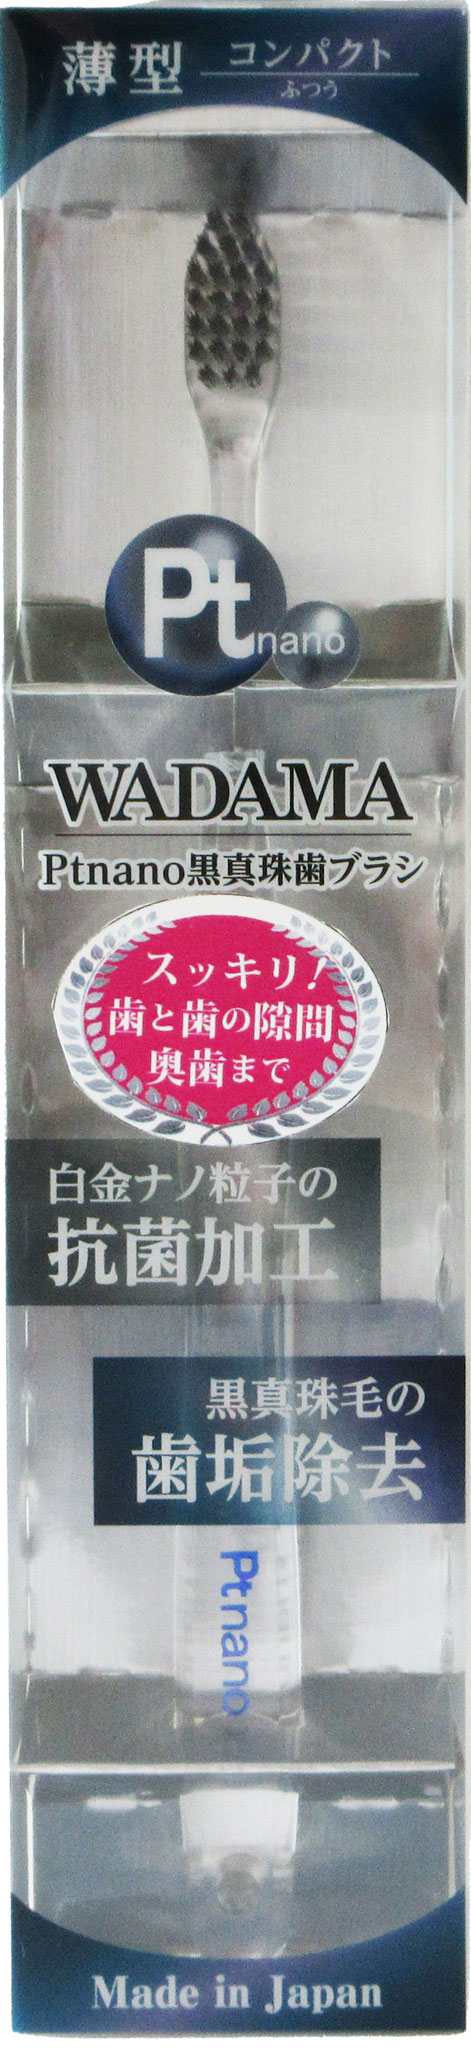 薄型 コンパクト
ふつう
Ptnano
WADAMA
Ptnano黒真珠歯ブラシ
スッキリ!
歯と歯の隙間
奥歯まで
白金ナノ粒子の
抗菌加工
黒真珠毛の
歯垢除去
Ptnano
Made in Japan